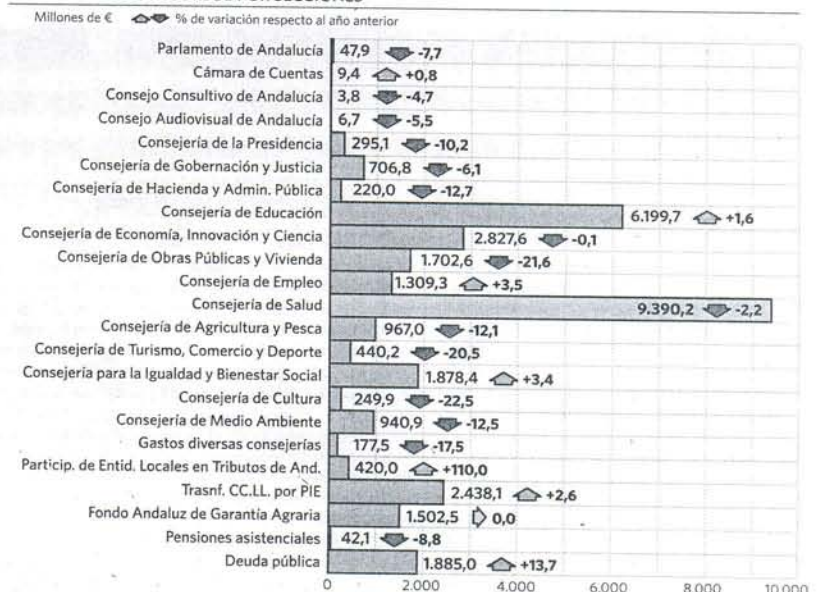 Millones de € % de variación respecto al año anterior
Parlamento de Andalucía 47,9 -7,7
Cámara de Cuentas 9,4 +0,8
Consejo Consultivo de Andalucía 3,8 -4,7
Consejo Audiovisual de Andalucía 6,7 -5,5
Consejería de la Presidencia 295,1 -10,2
Consejería de Gobernación y Justicia 706,8 -6,1
Consejería de Hacienda y Admin. Pública 220,0 -12,7
Consejería de Educación 6.199,7 +1,6
Consejería de Economía, Innovación y Ciencia 2.827,6 -0,1
Consejería de Obras Públicas y Vivienda 1.702,6 -21,6
Consejería de Empleo 1.309,3 +3,5
Consejería de Salud 9.390,2 -2,2
Consejería de Agricultura y Pesca 967,0 -12,1
Consejería de Turismo, Comercio y Deporte 440,2 -20,5
Consejería para la Igualdad y Bienestar Social 1.878,4 +3,4
Consejería de Cultura 249,9 -22,5
Consejería de Medio Ambiente 940,9 -12,5
Gastos diversas consejerías 177,5 -17,5
Particip. de Entid. Locales en Tributos de And. 420,0 +110,0
Trasnf. CC.LL. por PIE 2.438,1 +2,6
Fondo Andaluz de Garantía Agraria 1.502,5 0,0
Pensiones asistenciales 42,1 -8,8
Deuda pública 1.885,0 +13,7
0 2.000 4.000 6.000 8.000 10.000